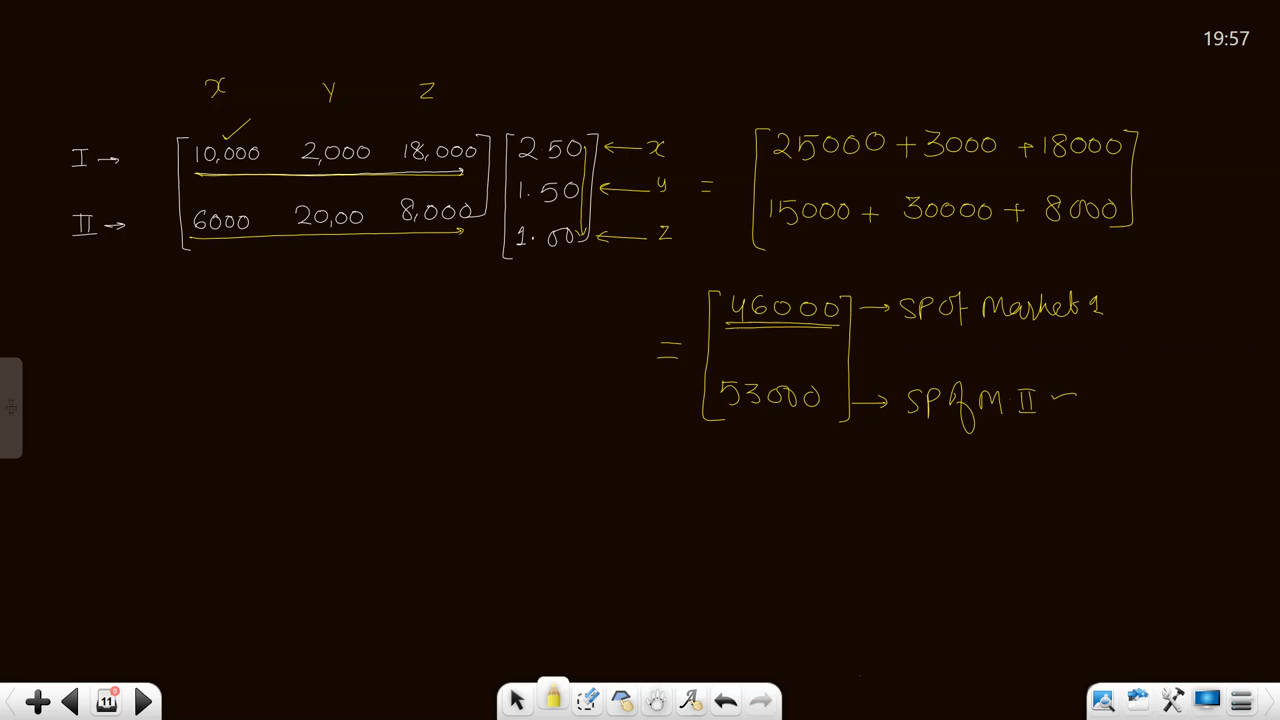 19:57
x y z
I → [10,000 2,000 18,000] [2.50] ← x [25000 + 3000 + 18000]
[1.50] ← y =
II → [6000 20,00 8,000] [1.00] ← z [15000 + 30000 + 8000]
= [46000] → SP of Market 1
[53000] → SP of M. II
11
0